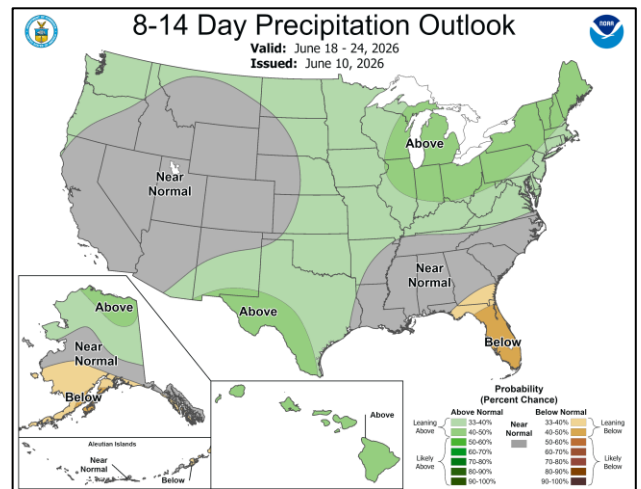 8-14 Day Precipitation Outlook
Valid: June 18 - 24, 2026
Issued: June 10, 2026
NOAA
Above
Near
Normal
Near
Normal
Above
Below
Above
Near
Normal
Below
Aleutian Islands
Near
Normal
Below
Above
Probability
(Percent Chance)
Above Normal
Leaning
Above
33-40%
40-50%
Likely
Above
50-60%
60-70%
70-80%
80-90%
90-100%
Near
Normal
Below Normal
33-40%
40-50%
Leaning
Below
50-60%
60-70%
70-80%
80-90%
90-100%
Likely
Below